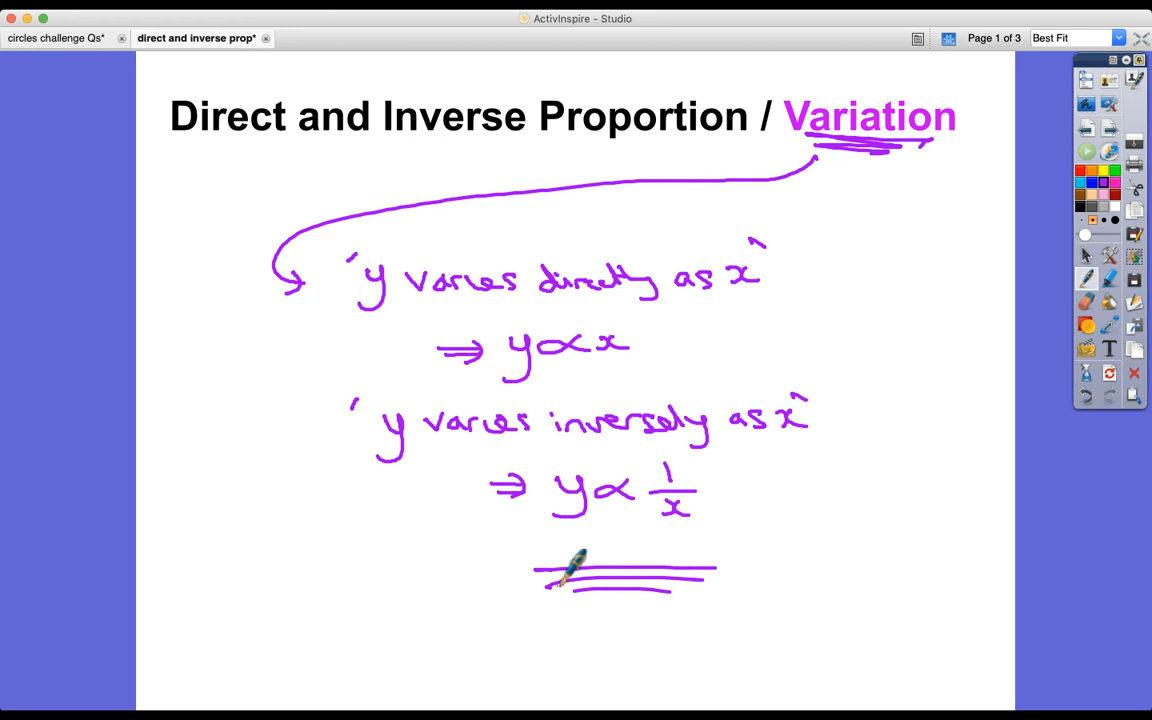 ActivInspire - Studio
circles challenge Qs*
direct and inverse prop*
Page 1 of 3
Best Fit
Direct and Inverse Proportion / Variation
'y varies directly as x'
⇒ y ∝ x
'y varies inversely as x'
⇒ y ∝ 1/x
T